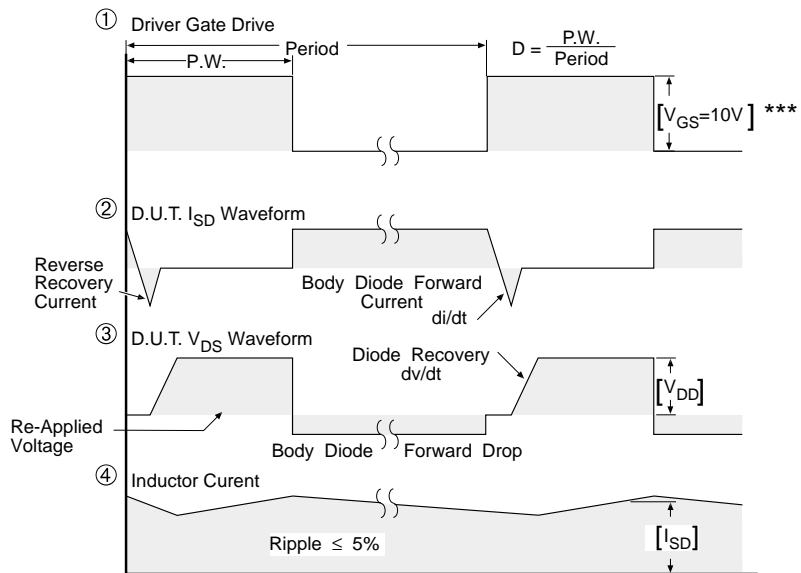 ① Driver Gate Drive
P.W.
Period
D = P.W.
Period
[VGS=10V] ***
② D.U.T. ISD Waveform
Reverse
Recovery
Current
Body Diode Forward
Current
di/dt
③ D.U.T. VDS Waveform
Diode Recovery
dv/dt
[VDD]
Re-Applied
Voltage
Body Diode Forward Drop
④ Inductor Curent
Ripple ≤ 5%
[ISD]